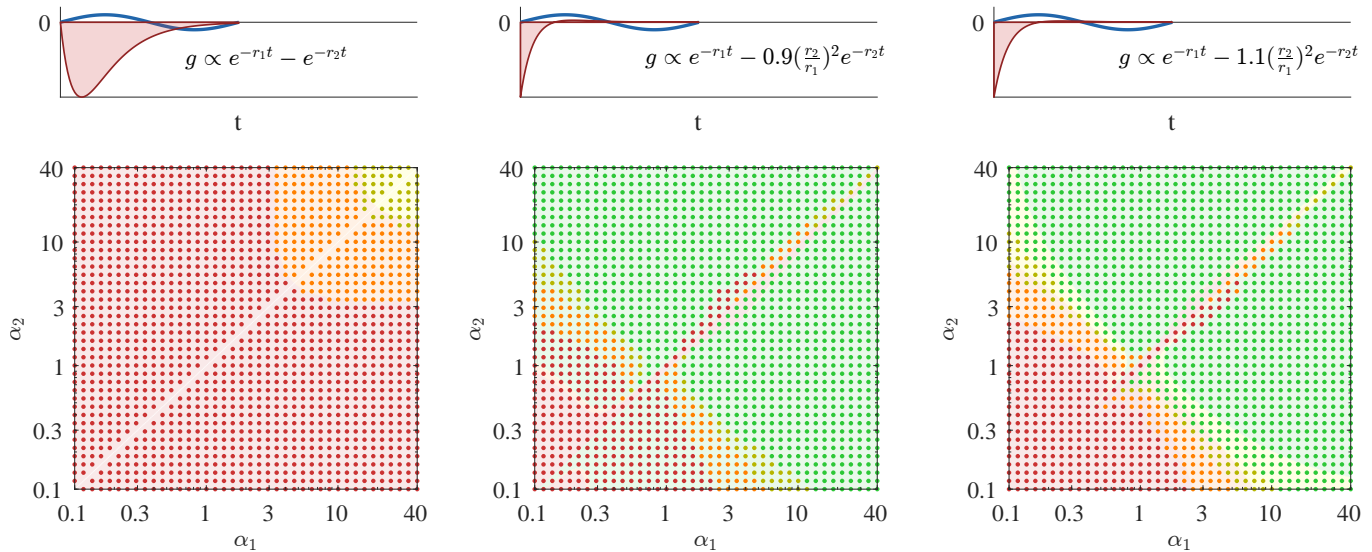 0
g ∝ e^{−r_1 t} − e^{−r_2 t}
t
0
g ∝ e^{−r_1 t} − 0.9(\frac{r_2}{r_1})^2 e^{−r_2 t}
t
0
g ∝ e^{−r_1 t} − 1.1(\frac{r_2}{r_1})^2 e^{−r_2 t}
t
40
10
3
1
0.3
0.1
α_2
0.1 0.3 1 3 10 40
α_1
40
10
3
1
0.3
0.1
α_2
0.1 0.3 1 3 10 40
α_1
40
10
3
1
0.3
0.1
α_2
0.1 0.3 1 3 10 40
α_1